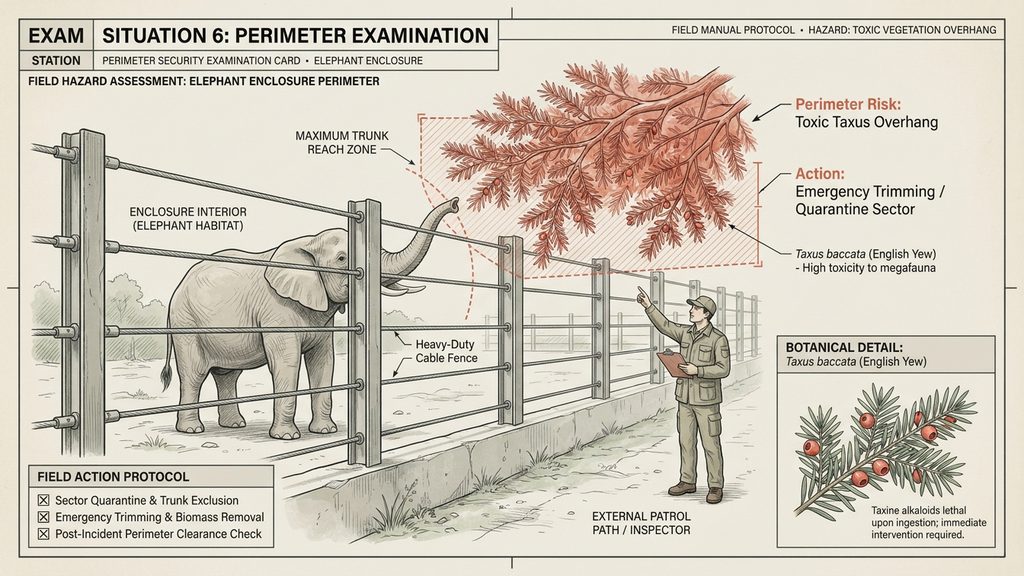 EXAM
STATION
SITUATION 6: PERIMETER EXAMINATION
PERIMETER SECURITY EXAMINATION CARD • ELEPHANT ENCLOSURE
FIELD MANUAL PROTOCOL • HAZARD: TOXIC VEGETATION OVERHANG
FIELD HAZARD ASSESSMENT: ELEPHANT ENCLOSURE PERIMETER
MAXIMUM TRUNK
REACH ZONE
Perimeter Risk:
Toxic Taxus Overhang
Action:
Emergency Trimming /
Quarantine Sector
Taxus baccata (English Yew)
- High toxicity to megafauna
ENCLOSURE INTERIOR
(ELEPHANT HABITAT)
Heavy-Duty
Cable Fence
BOTANICAL DETAIL:
Taxus baccata (English Yew)
Taxine alkaloids lethal
upon ingestion; immediate
intervention required.
FIELD ACTION PROTOCOL
☒ Sector Quarantine & Trunk Exclusion
☒ Emergency Trimming & Biomass Removal
☒ Post-Incident Perimeter Clearance Check
EXTERNAL PATROL
PATH / INSPECTOR